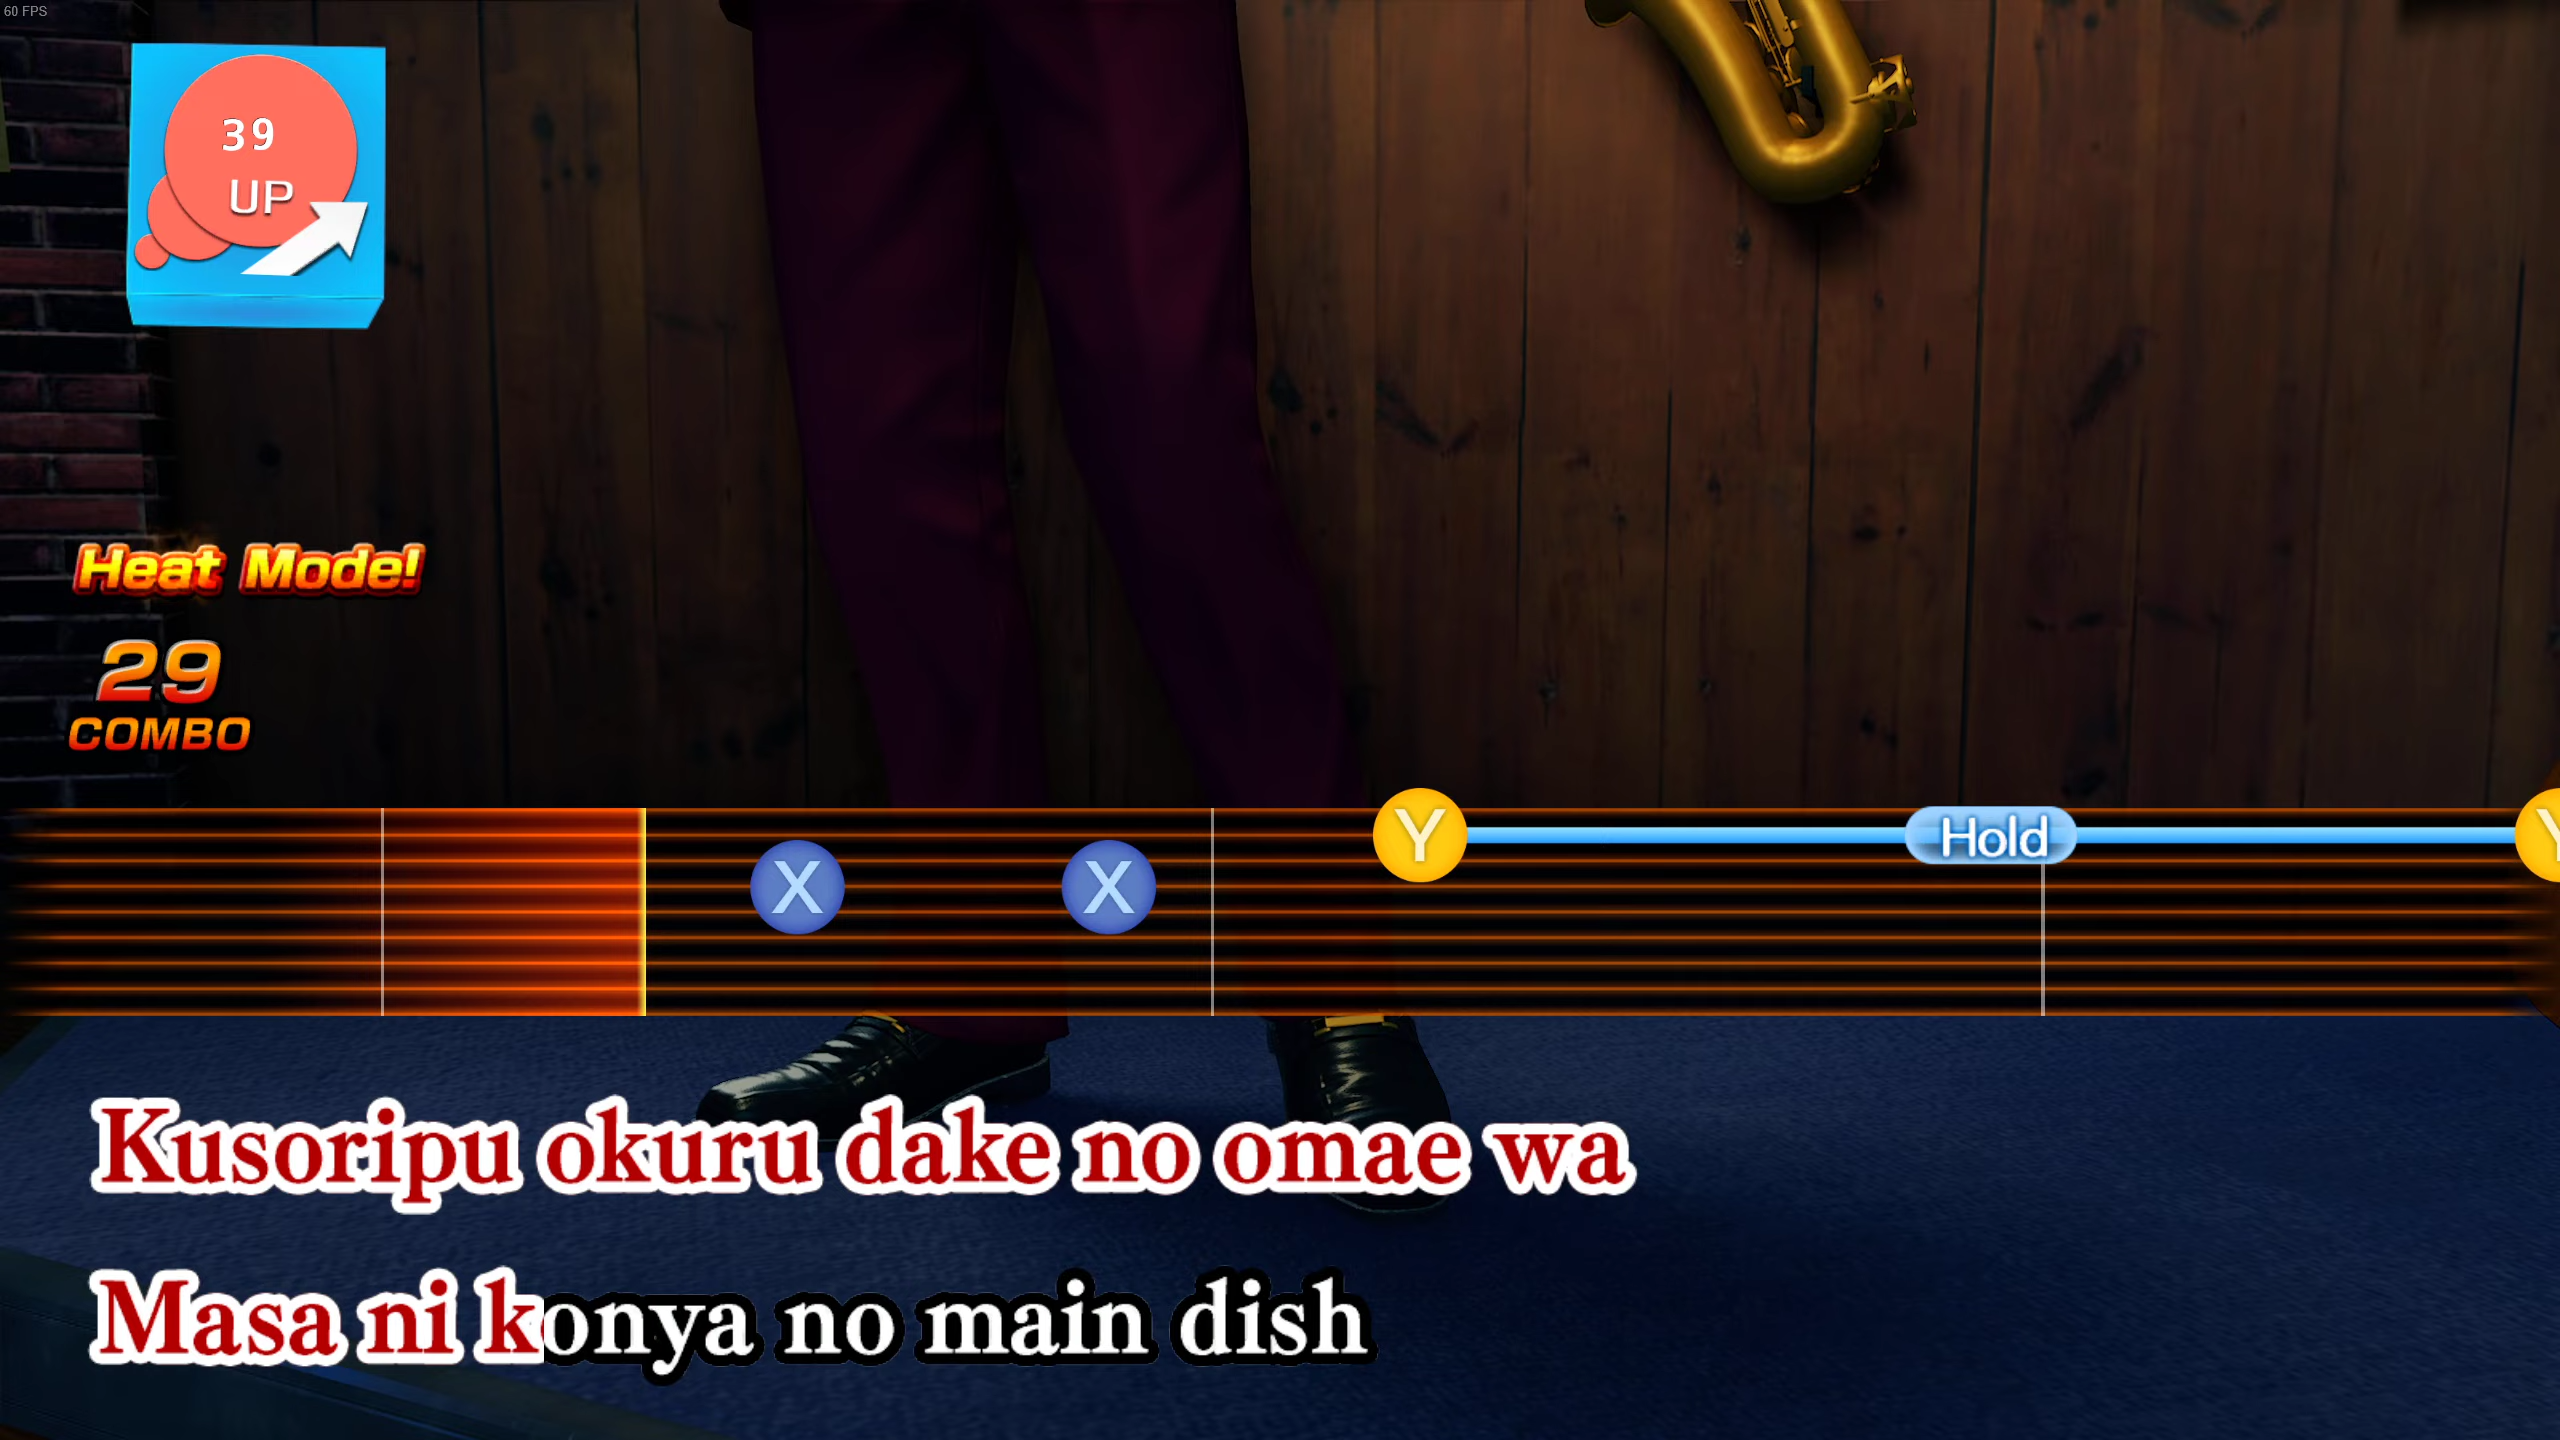 60 FPS
39
UP
Heat Mode!
29
COMBO
X
X
Y
Hold
Y
Kusoripu okuru dake no omae wa
Masa ni konya no main dish